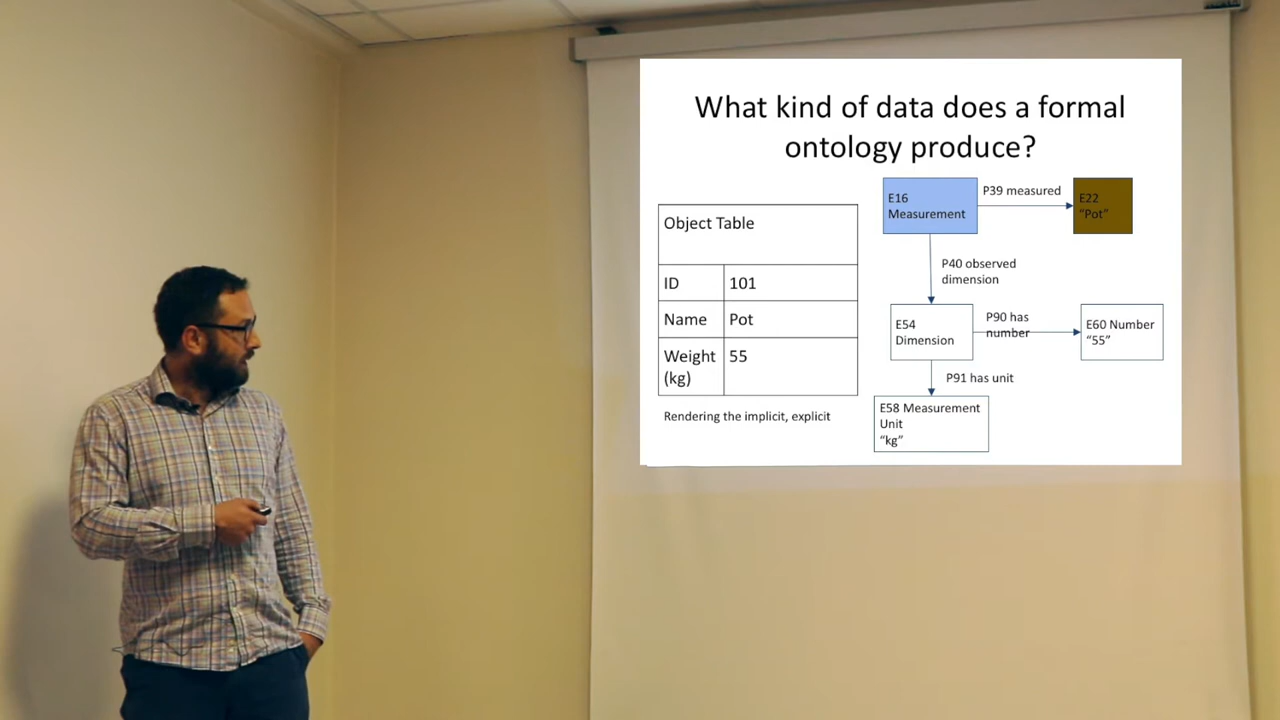 What kind of data does a formal
ontology produce?
Object Table
ID 101
Name Pot
Weight 55
(kg)
Rendering the implicit, explicit
E16
Measurement
P39 measured
E22
“Pot”
P40 observed
dimension
E54
Dimension
P90 has
number
E60 Number
“55”
P91 has unit
E58 Measurement
Unit
“kg”